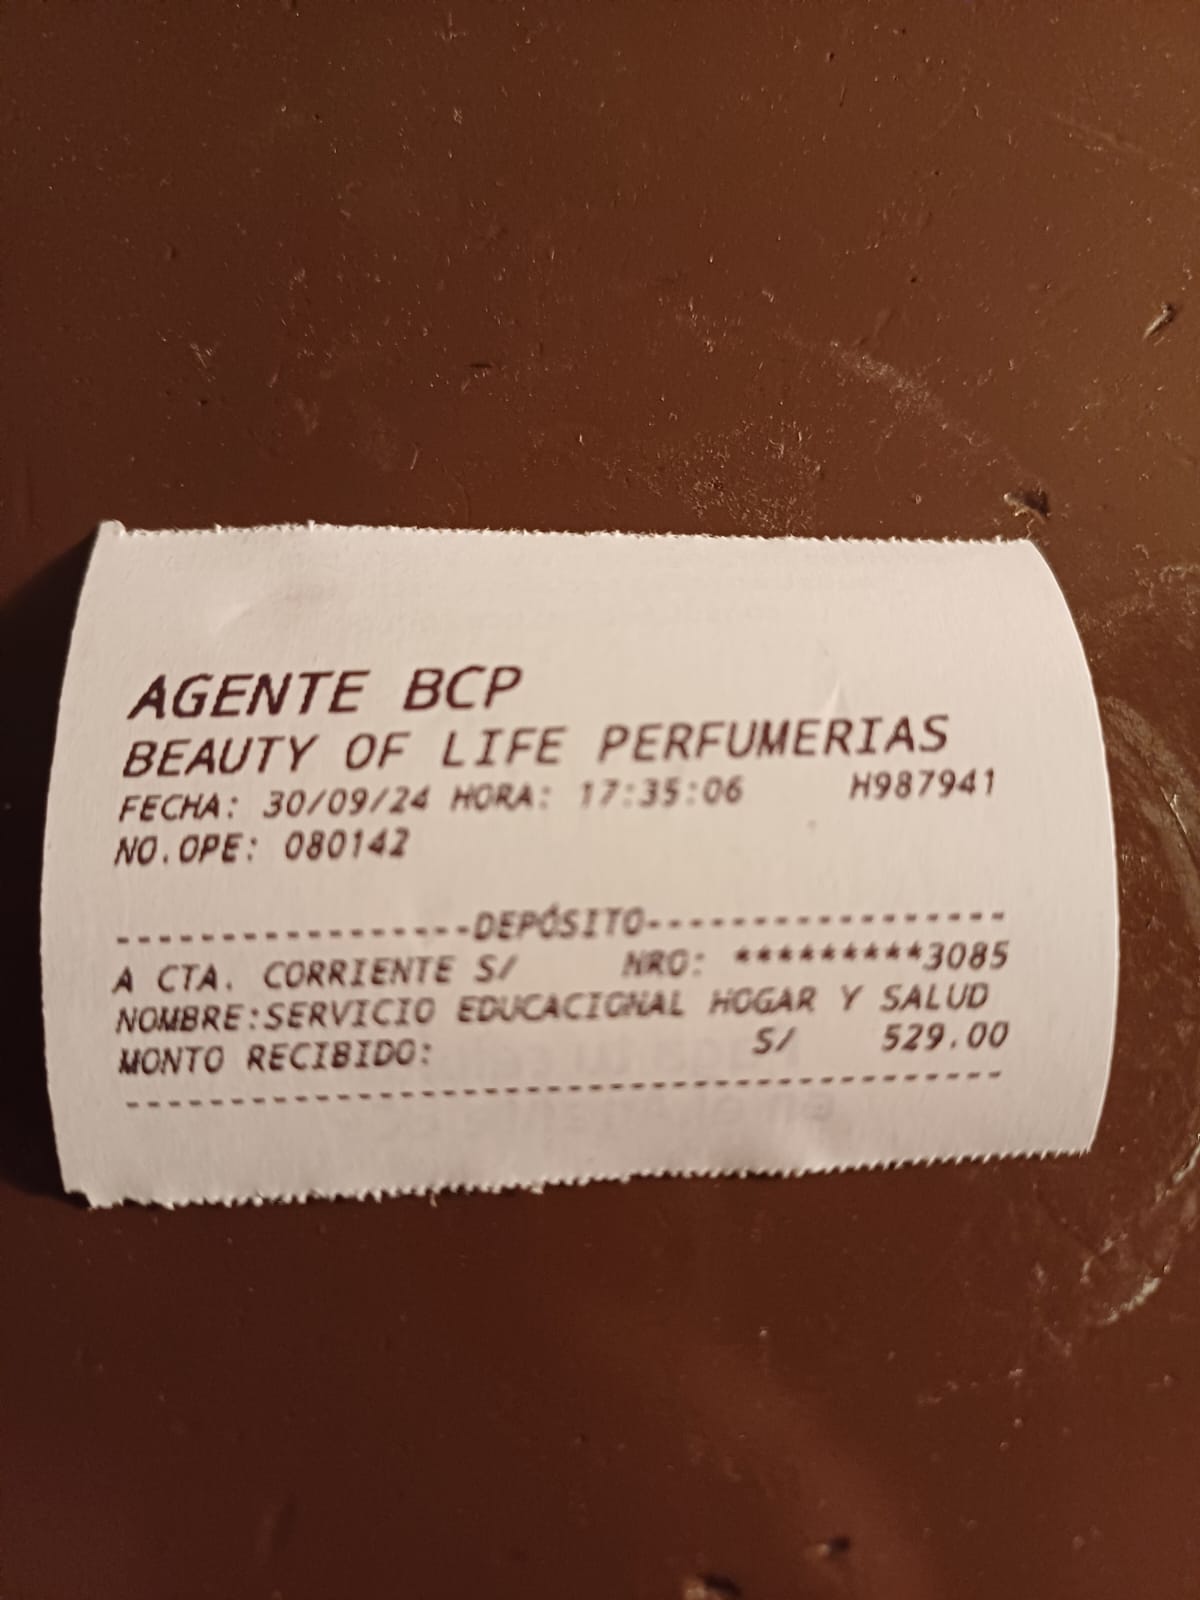 AGENTE BCP
BEAUTY OF LIFE PERFUMERIAS
FECHA: 30/09/24 HORA: 17:35:06 H987941
NO.OPE: 080142
-----------------DEPÓSITO-----------------
A CTA. CORRIENTE S/ NRO: *********3085
NOMBRE:SERVICIO EDUCACIONAL HOGAR Y SALUD
MONTO RECIBIDO: S/ 529.00
------------------------------------------